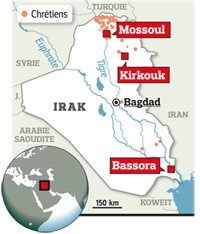 Chrétiens
TURQUIE
Mossoul
Euphrate
Tigre
SYRIE
Kirkouk
IRAK
Bagdad
IRAN
ARABIE
SAOUDITE
Bassora
150 km
KOWEIT